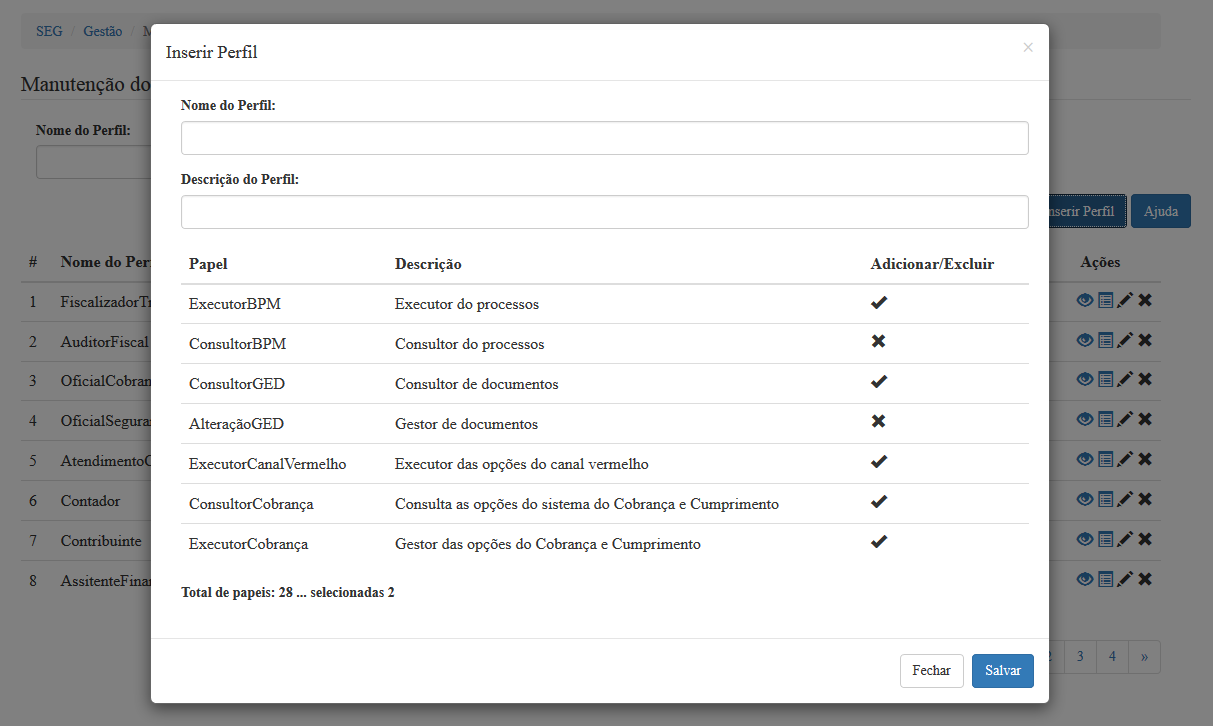 SEG / Gestão /
Inserir Perfil ×
Manutenção do
Nome do Perfil:
Nome do Perfil:
Descrição do Perfil:
Perfil Ajuda
# Nome do
Papel Descrição Adicionar/Excluir
Ações
1
ExecutorBPM Executor do processos
2 AuditorFiscal
ConsultorBPM Consultor do processos
3
ConsultorGED Consultor de documentos
4
AlteraçãoGED Gestor de documentos
5
ExecutorCanalVermelho Executor das opções do canal vermelho
6 Contador
ConsultorCobrança Consulta as opções do sistema do Cobrança e Cumprimento
7 Contribuinte
ExecutorCobrança Gestor das opções do Cobrança e Cumprimento
8
Total de papeis: 28 ... selecionadas 2
2 3 4 »
Fechar Salvar